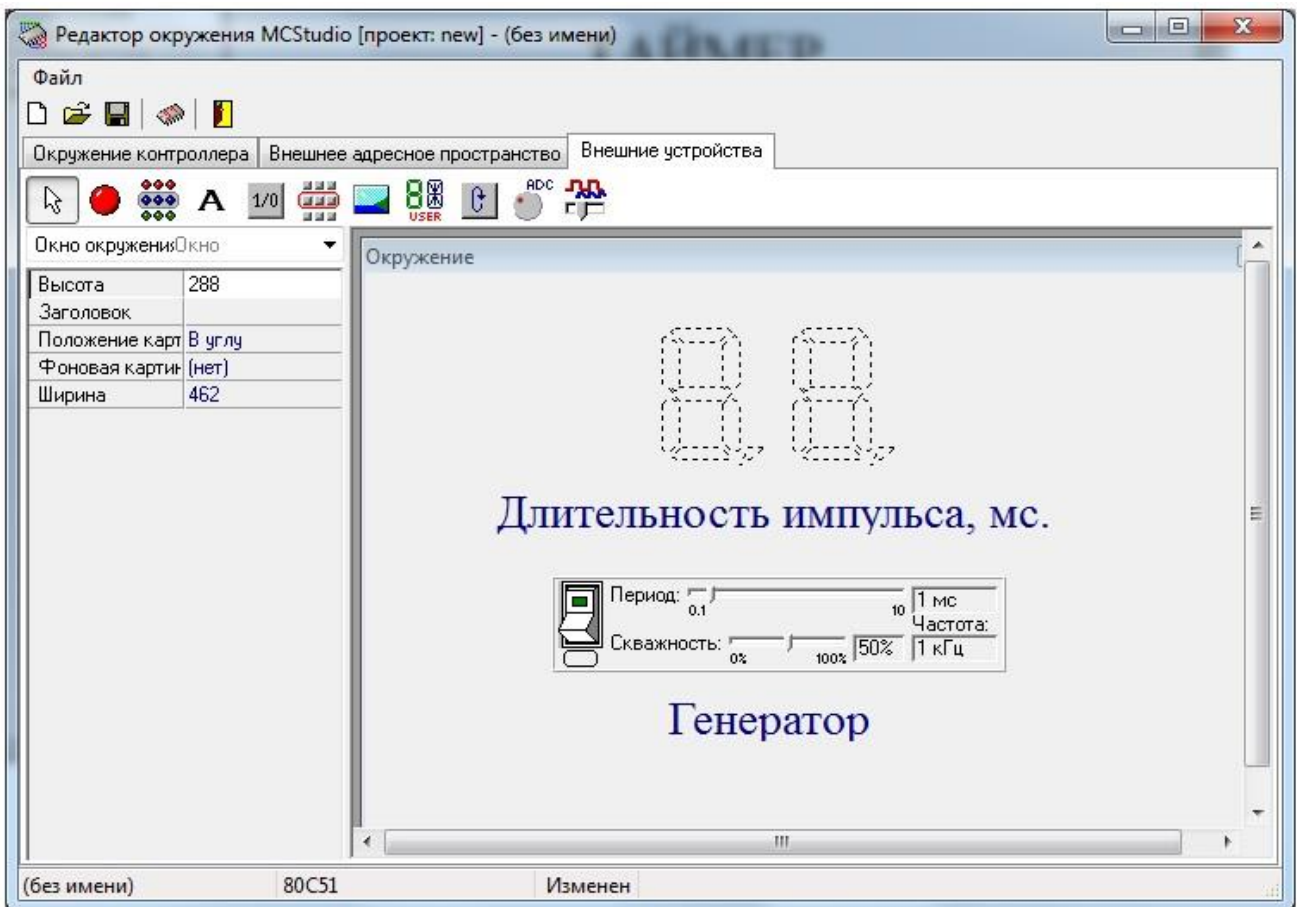 Редактор окружения MCStudio [проект: new] - (без имени)
ТАЙМЕР
Файл
Окружение контроллера Внешнее адресное пространство Внешние устройства
A 1/0 USER ADC
Окно окружения Окно
Окружение
Высота 288
Заголовок
Положение карт В углу
Фоновая картин (нет)
Ширина 462
Длительность импульса, мс.
Период: 0.1 10 1 мс
Частота:
Скважность: 0% 100% 50% 1 кГц
Генератор
(без имени) 80C51 Изменен